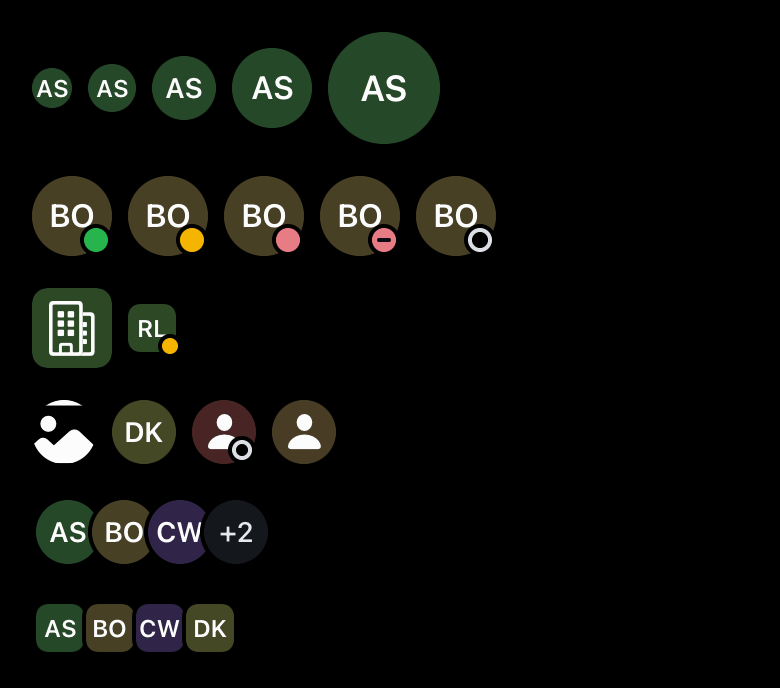 AS AS AS AS AS
BO BO BO BO BO
RL
DK
AS BO CW +2
AS BO CW DK